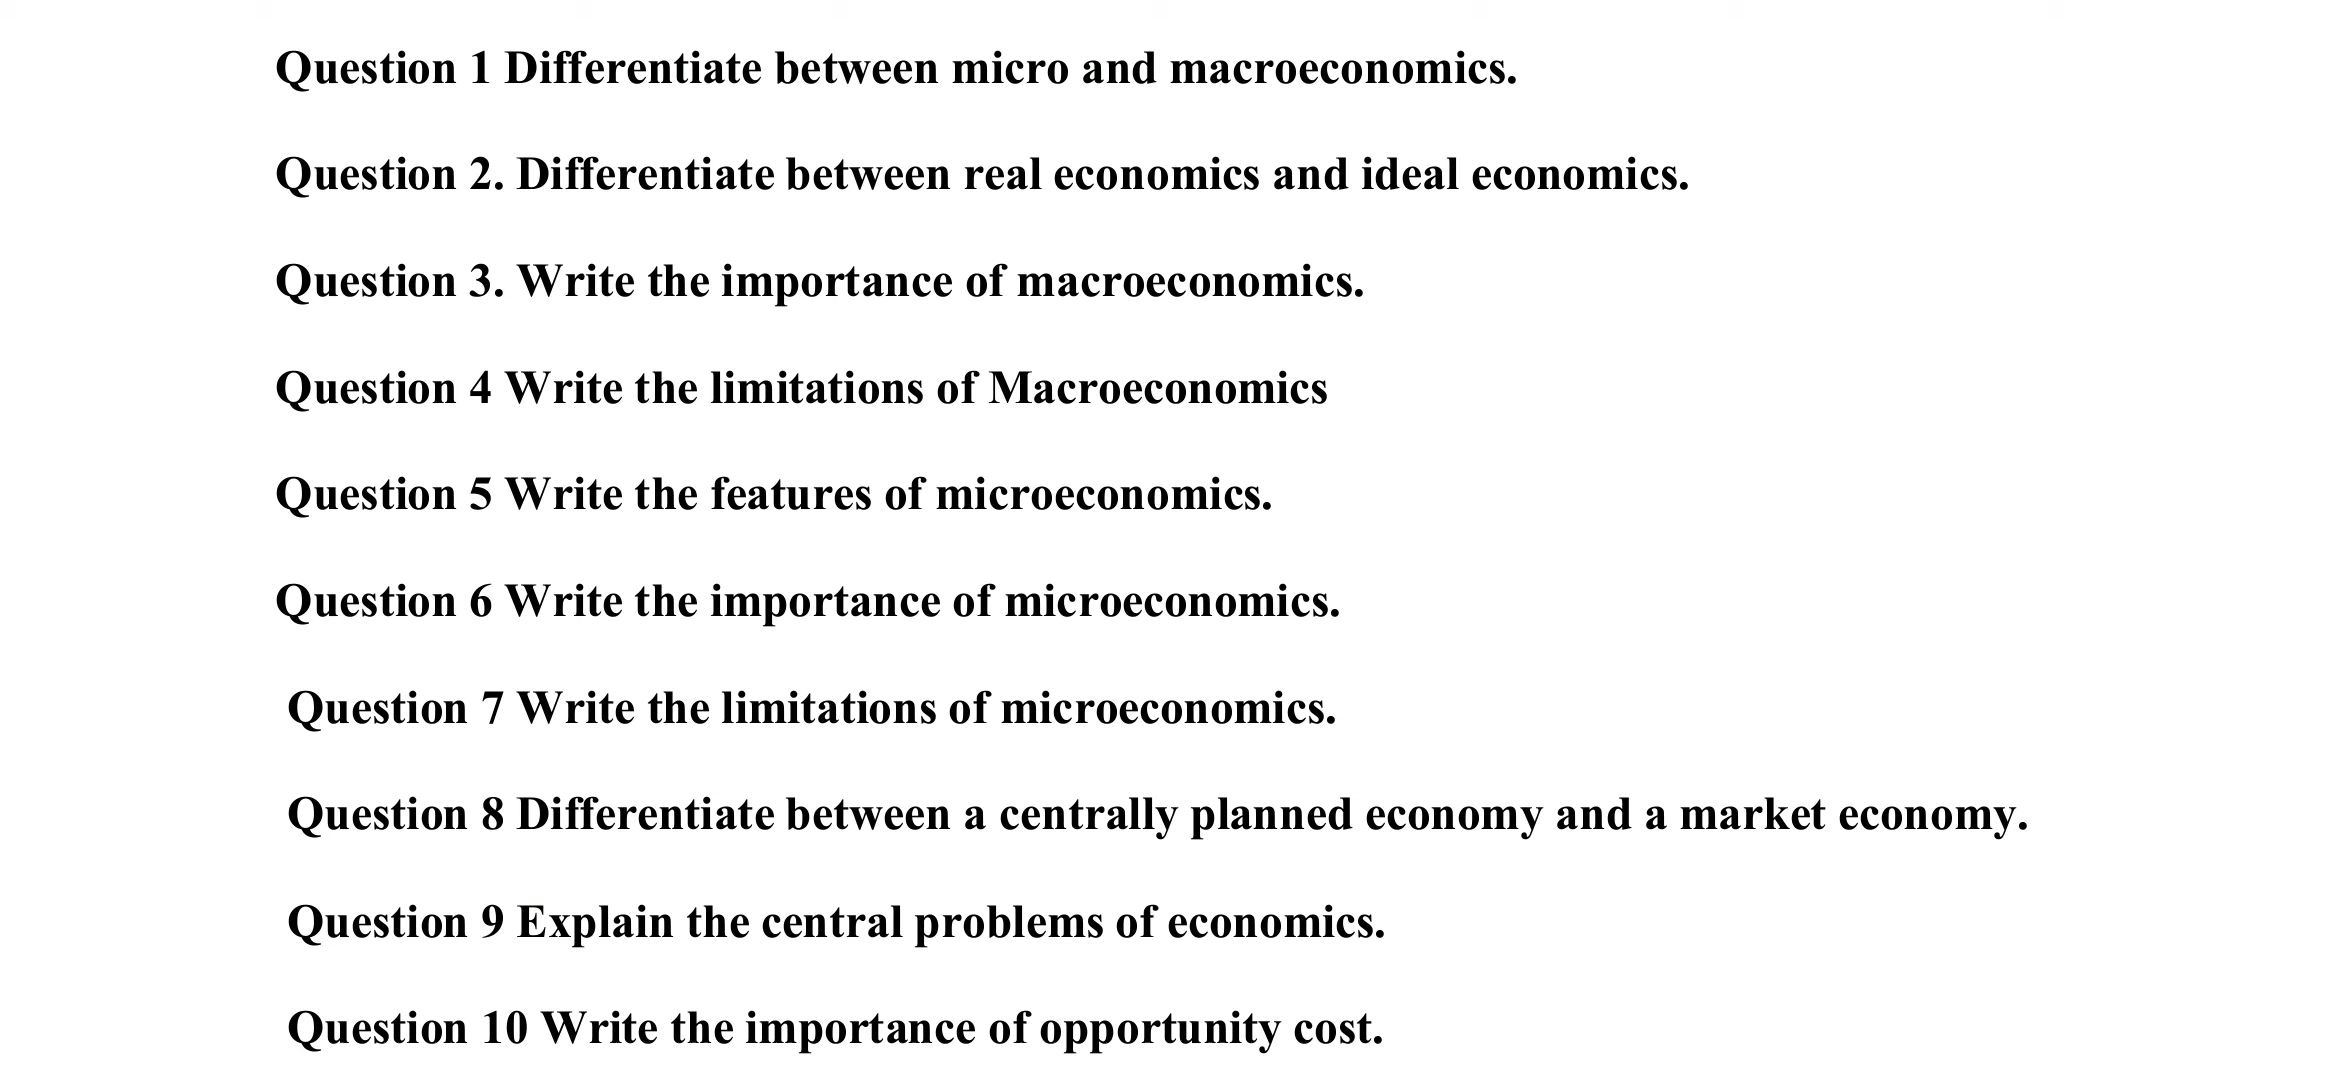 Question 1 Differentiate between micro and macroeconomics.
Question 2. Differentiate between real economics and ideal economics.
Question 3. Write the importance of macroeconomics.
Question 4 Write the limitations of Macroeconomics
Question 5 Write the features of microeconomics.
Question 6 Write the importance of microeconomics.
Question 7 Write the limitations of microeconomics.
Question 8 Differentiate between a centrally planned economy and a market economy.
Question 9 Explain the central problems of economics.
Question 10 Write the importance of opportunity cost.